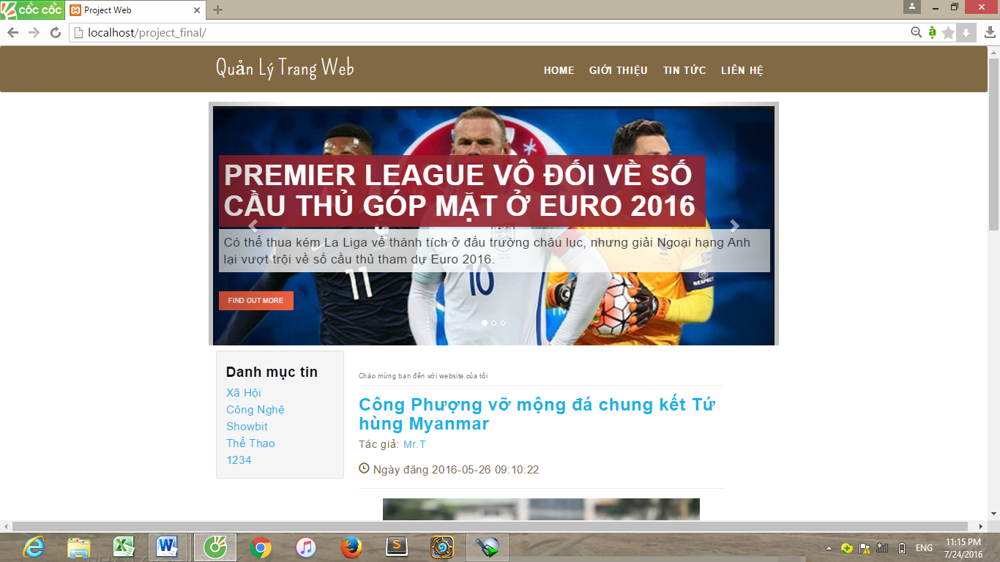 cốc cốc
Project Web
localhost/project_final/
Quản Lý Trang Web
HOME GIỚI THIỆU TIN TỨC LIÊN HỆ
PREMIER LEAGUE VÔ ĐỐI VỀ SỐ
CẦU THỦ GÓP MẶT Ở EURO 2016
Có thể thua kém La Liga về thành tích ở đấu trường châu lục, nhưng giải Ngoại hạng Anh
lại vượt trội về số cầu thủ tham dự Euro 2016.
11
10
RESPECT
FIND OUT MORE
Danh mục tin
Xã Hội
Công Nghệ
Showbit
Thể Thao
1234
Chào mừng bạn đến với website của tôi
Công Phượng vỡ mộng đá chung kết Tứ
hùng Myanmar
Tác giả: Mr.T
Ngày đăng 2016-05-26 09:10:22
ENG
11:15 PM
7/24/2016